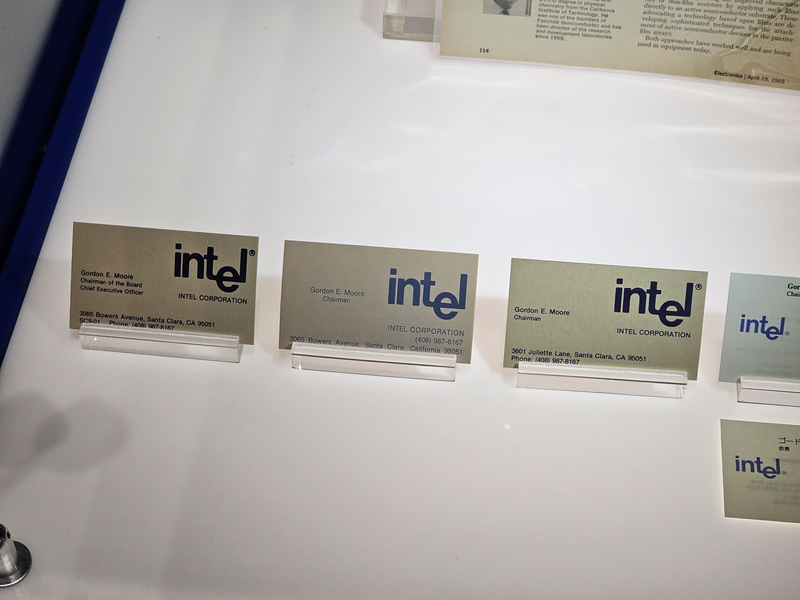 chemistry from the California
Institute of Technology. He
was one of the founders of
Fairchild Semiconductor and has
been director of the research
and development laboratories
since 1959.
114
or thin-film resistors by applying such films
directly to an active semiconductor substrate. Those
advocating a technology based upon films are de-
veloping sophisticated techniques for the attach-
ment of active semiconductor devices to the passive
film arrays.
Both approaches have worked well and are being
used in equipment today.
Electronics | April 19, 1965
intel®
Gordon E. Moore
Chairman of the Board
Chief Executive Officer
INTEL CORPORATION
3065 Bowers Avenue, Santa Clara, CA 95051
SC9-01 Phone: (408) 987-8167
intel
Gordon E. Moore
Chairman
INTEL CORPORATION
(408) 987-8167
3065 Bowers Avenue, Santa Clara, California 95051
intel®
Gordon E. Moore
Chairman
INTEL CORPORATION
3601 Juliette Lane, Santa Clara, CA 95051
Phone: (408) 987-8167
intel®
ゴード
intel®